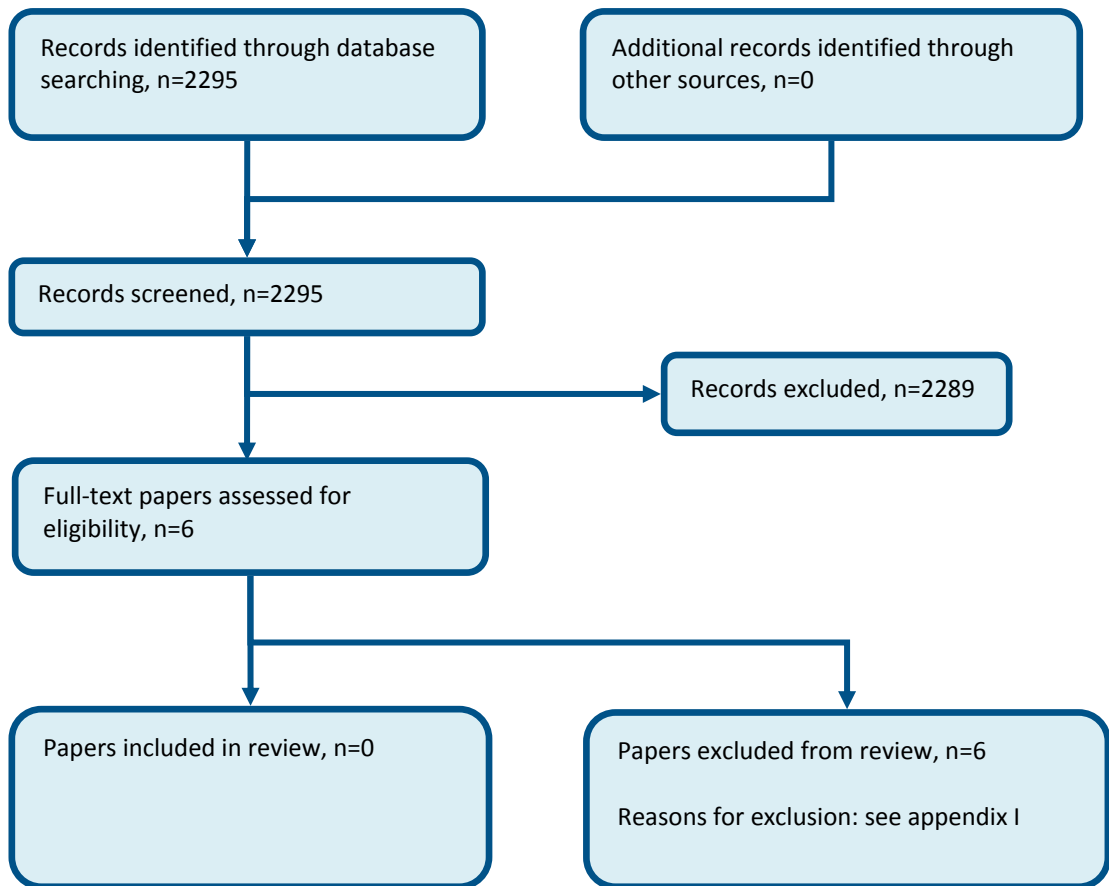 Records identified through database
searching, n=2295
Additional records identified through
other sources, n=0
Records screened, n=2295
Records excluded, n=2289
Full-text papers assessed for
eligibility, n=6
Papers included in review, n=0
Papers excluded from review, n=6
Reasons for exclusion: see appendix I